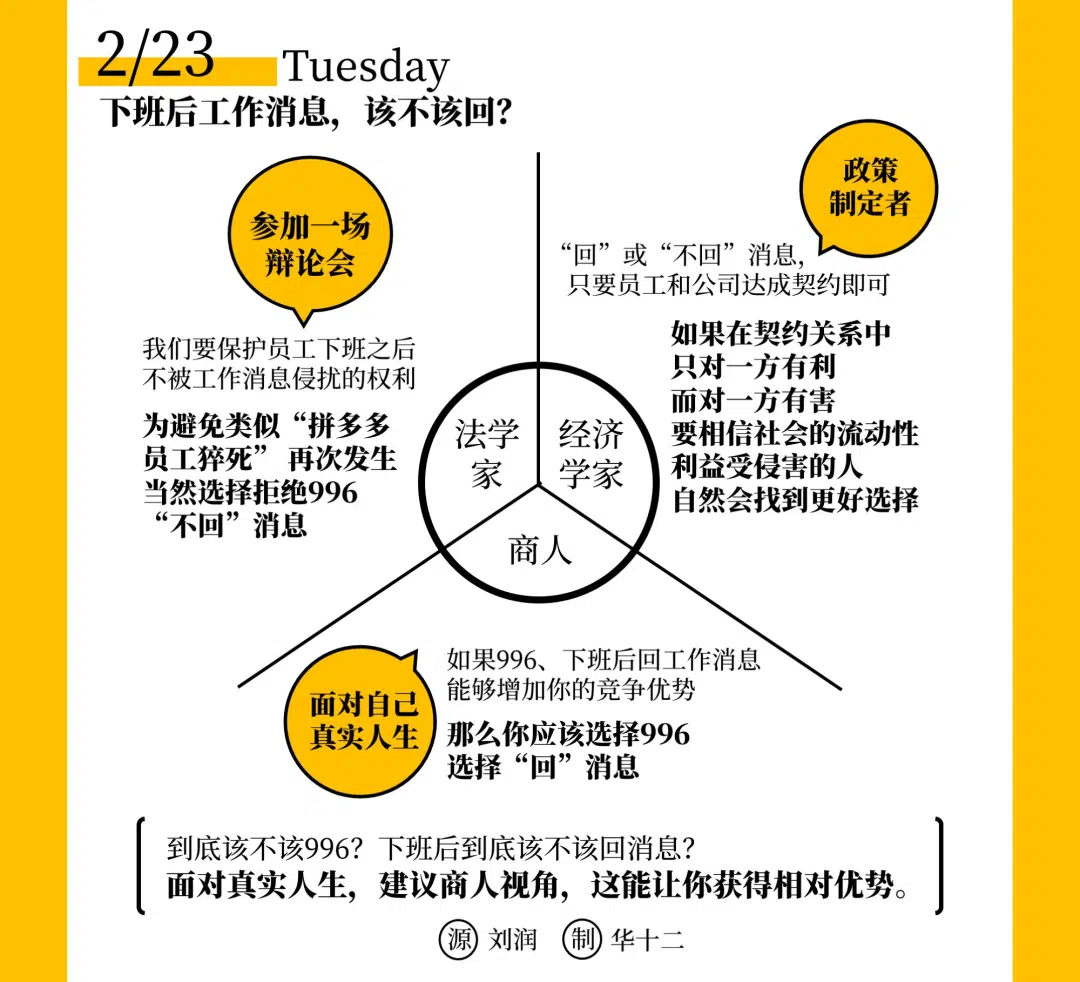 2/23 Tuesday
下班后工作消息，该不该回？
参加一场
辩论会
我们要保护员工下班之后
不被工作消息侵扰的权利
为避免类似“拼多多
员工猝死” 再次发生
当然选择拒绝996
“不回”消息
政策
制定者
“回”或“不回”消息，
只要员工和公司达成契约即可
如果在契约关系中
只对一方有利
而对一方有害
要相信社会的流动性
利益受侵害的人
自然会找到更好选择
法学
家
经济
学家
商人
面对自己
真实人生
如果996、下班后回工作消息
能够增加你的竞争优势
那么你应该选择996
选择“回”消息
到底该不该996？下班后到底该不该回消息？
面对真实人生，建议商人视角，这能让你获得相对优势。
源 刘润 制 华十二